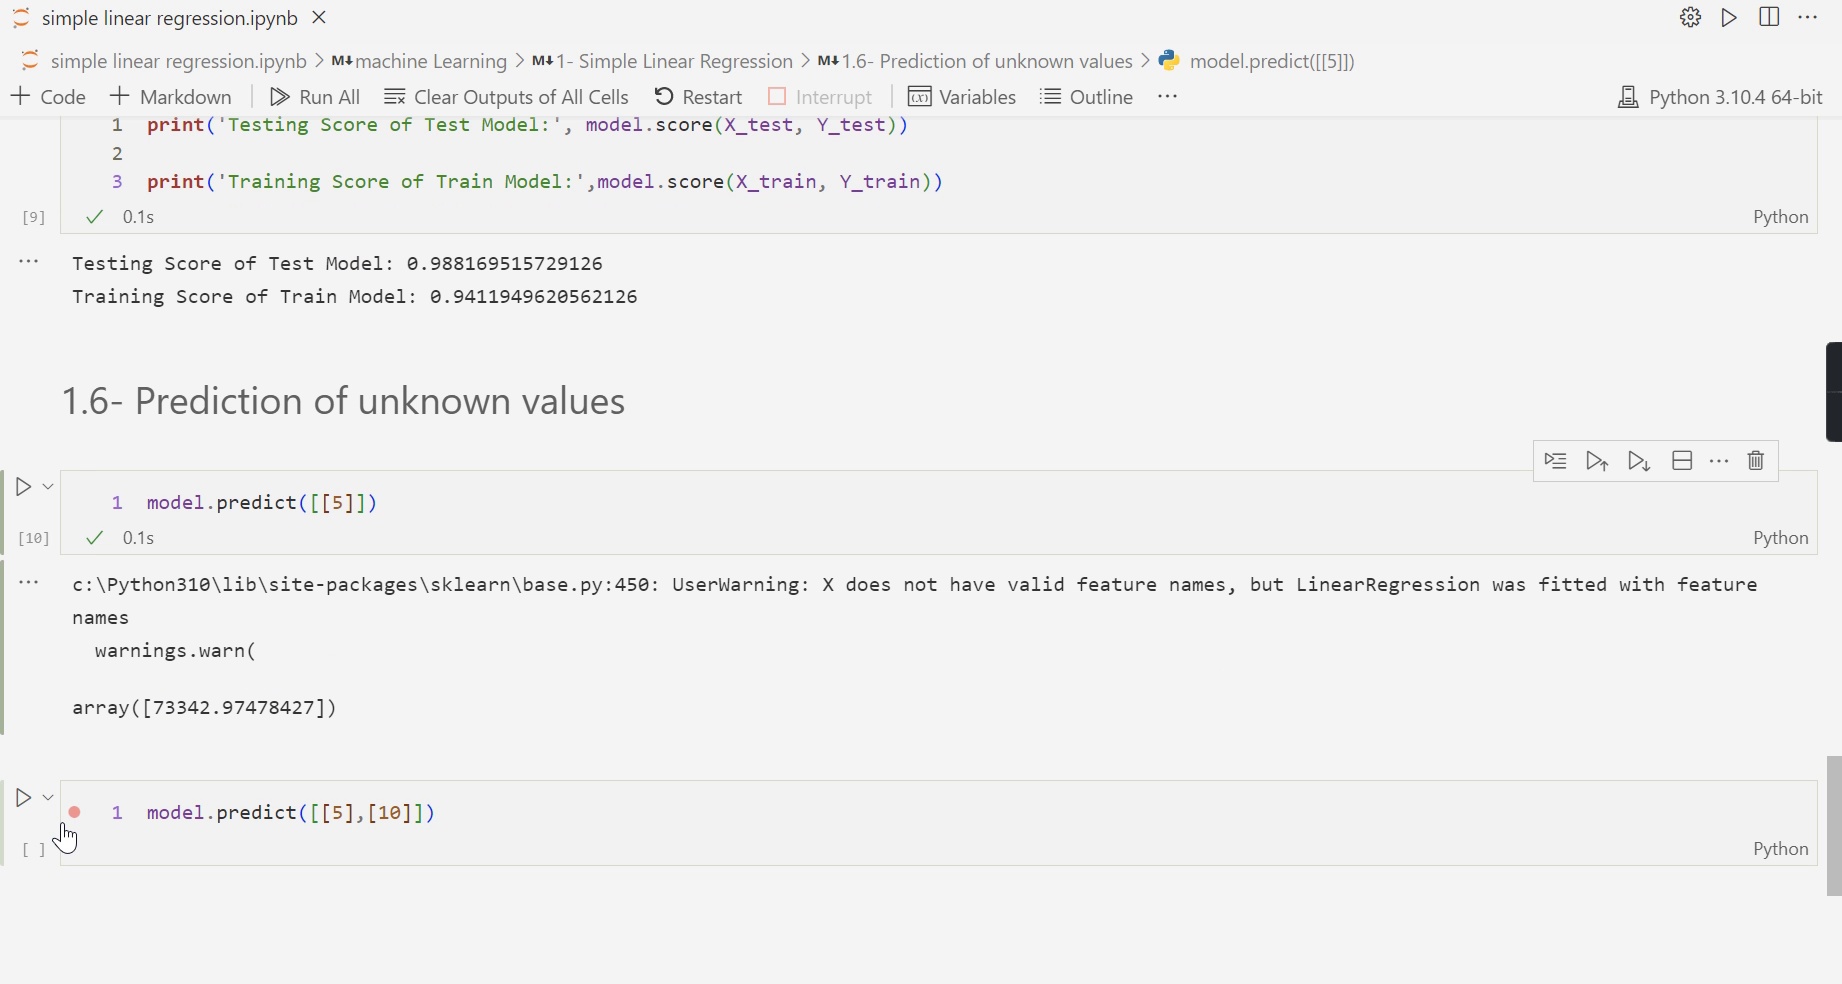 simple linear regression.ipynb
simple linear regression.ipynb > M↓machine Learning > M↓1- Simple Linear Regression > M↓1.6- Prediction of unknown values > model.predict([[5]])
+ Code + Markdown Run All Clear Outputs of All Cells Restart Interrupt (x) Variables Outline ··· Python 3.10.4 64-bit
1 print('Testing Score of Test Model:', model.score(X_test, Y_test))
2
3 print('Training Score of Train Model:',model.score(X_train, Y_train))
[9] 0.1s Python
Testing Score of Test Model: 0.988169515729126
Training Score of Train Model: 0.9411949620562126
1.6- Prediction of unknown values
1 model.predict([[5]])
[10] 0.1s Python
c:\Python310\lib\site-packages\sklearn\base.py:450: UserWarning: X does not have valid feature names, but LinearRegression was fitted with feature
names
warnings.warn(
array([73342.97478427])
1 model.predict([[5],[10]])
[ ] Python